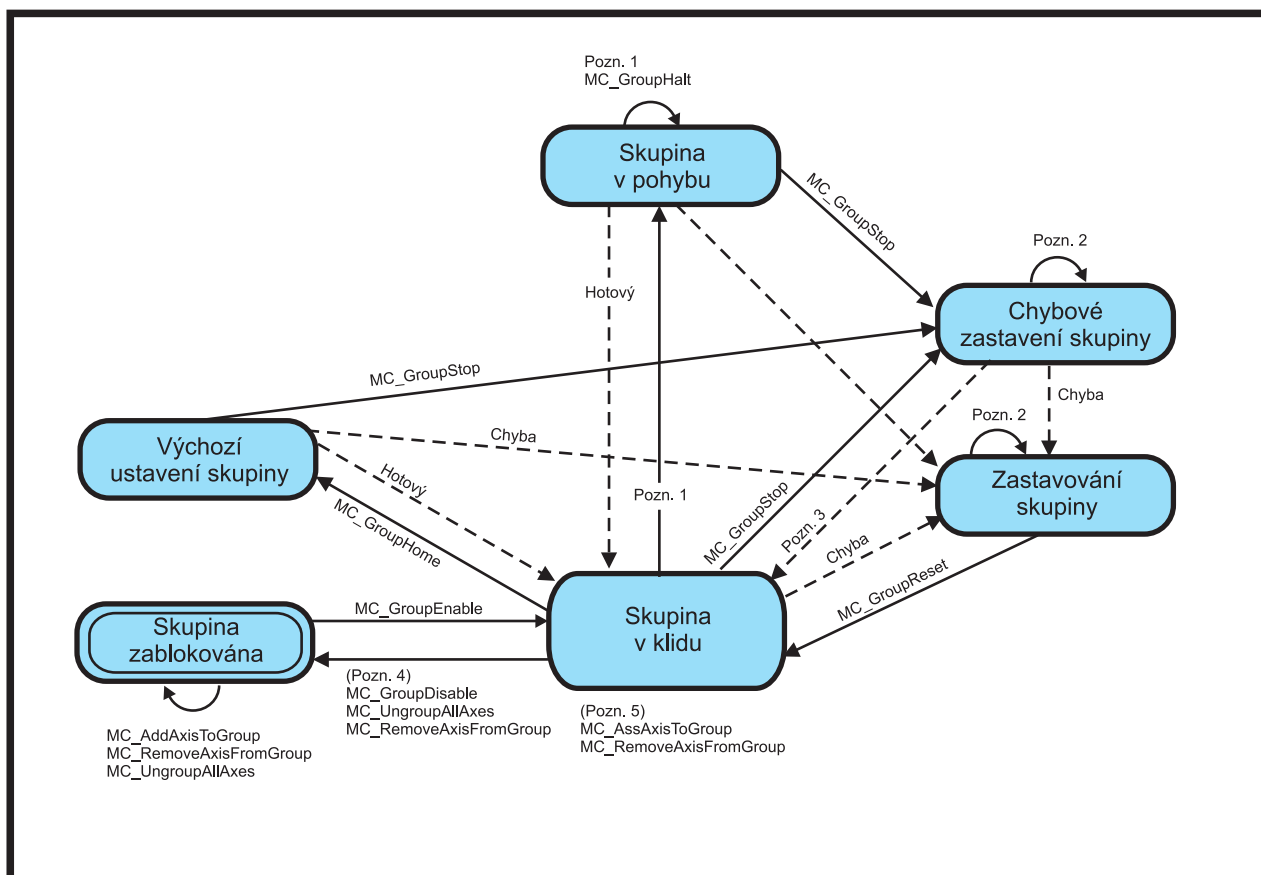 Pozn. 1
MC_GroupHalt
Skupina
v pohybu
MC_GroupStop
Pozn. 2
Hotový
Chybové
zastavení skupiny
MC_GroupStop
Chyba
Pozn. 2
Výchozí
ustavení skupiny
Chyba
Hotový
Zastavování
skupiny
Pozn. 1
MC_GroupStop
Pozn. 3
MC_GroupHome
Chyba
MC_GroupReset
Skupina
zablokována
MC_GroupEnable
Skupina
v klidu
(Pozn. 4)
MC_GroupDisable
MC_UngroupAllAxes
MC_RemoveAxisFromGroup
(Pozn. 5)
MC_AssAxisToGroup
MC_RemoveAxisFromGroup
MC_AddAxisToGroup
MC_RemoveAxisFromGroup
MC_UngroupAllAxes